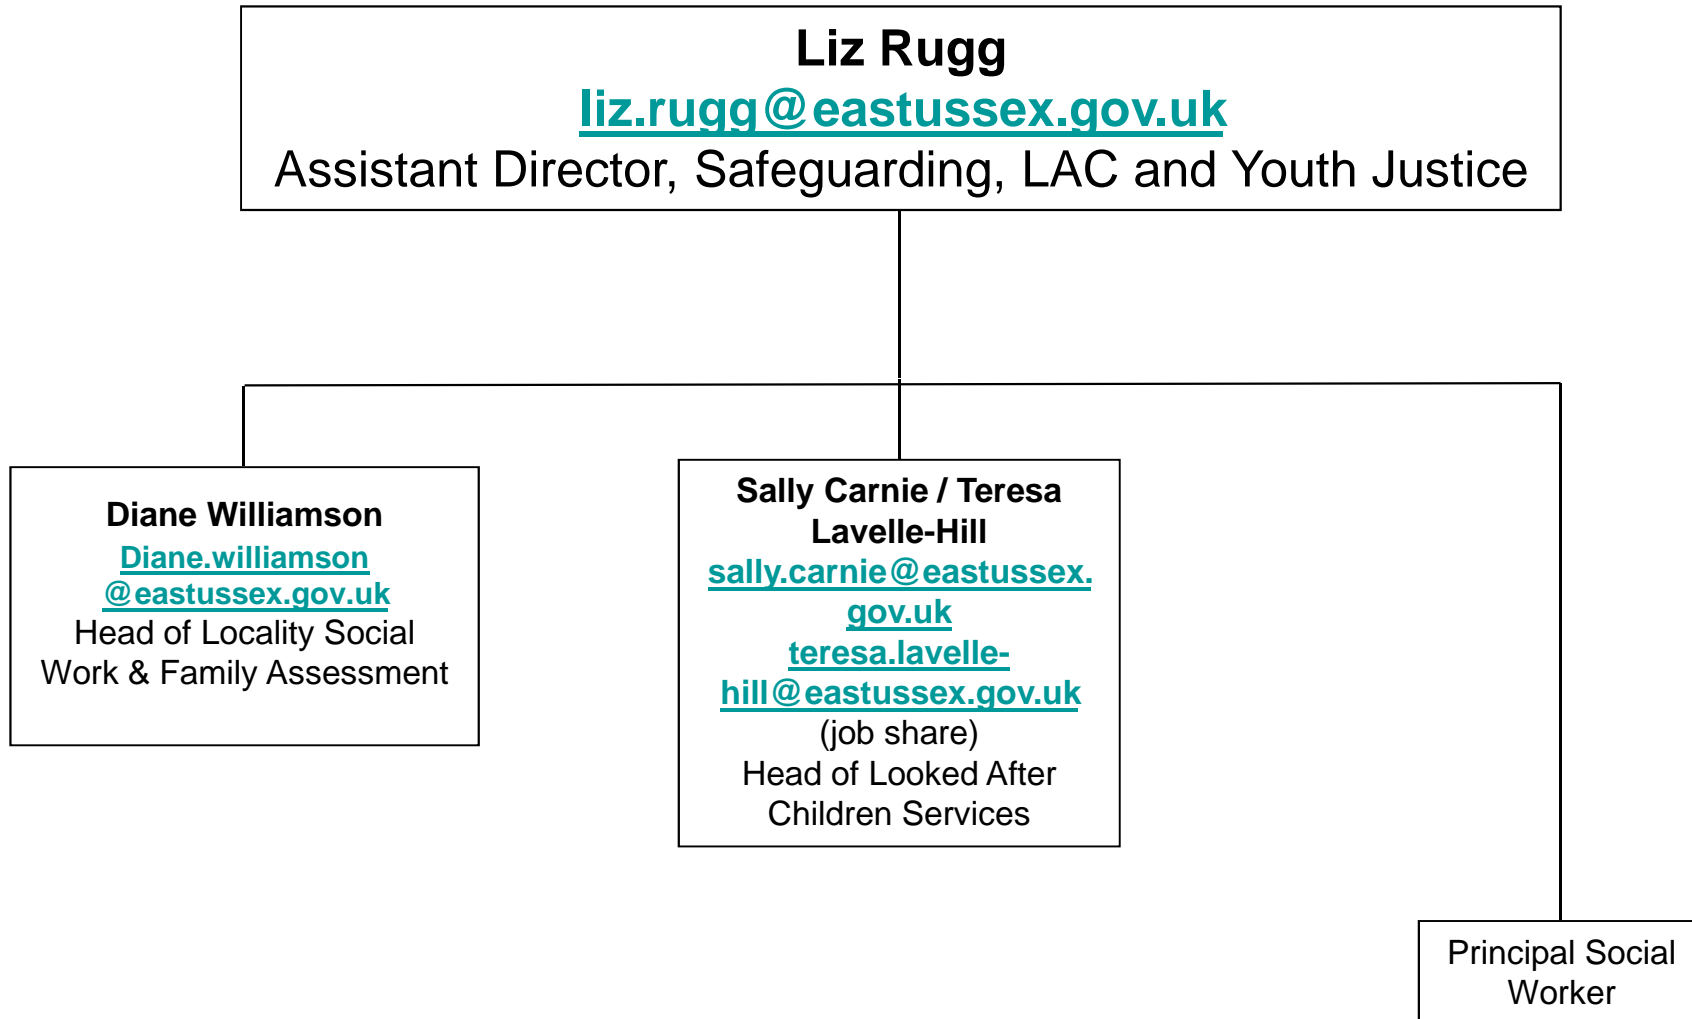 Liz Rugg
liz.rugg@eastussex.gov.uk
Assistant Director, Safeguarding, LAC and Youth Justice
Diane Williamson
Diane.williamson
@eastussex.gov.uk
Head of Locality Social
Work & Family Assessment
Sally Carnie / Teresa
Lavelle-Hill
sally.carnie@eastussex.
gov.uk
teresa.lavelle-
hill@eastussex.gov.uk
(job share)
Head of Looked After
Children Services
Principal Social
Worker